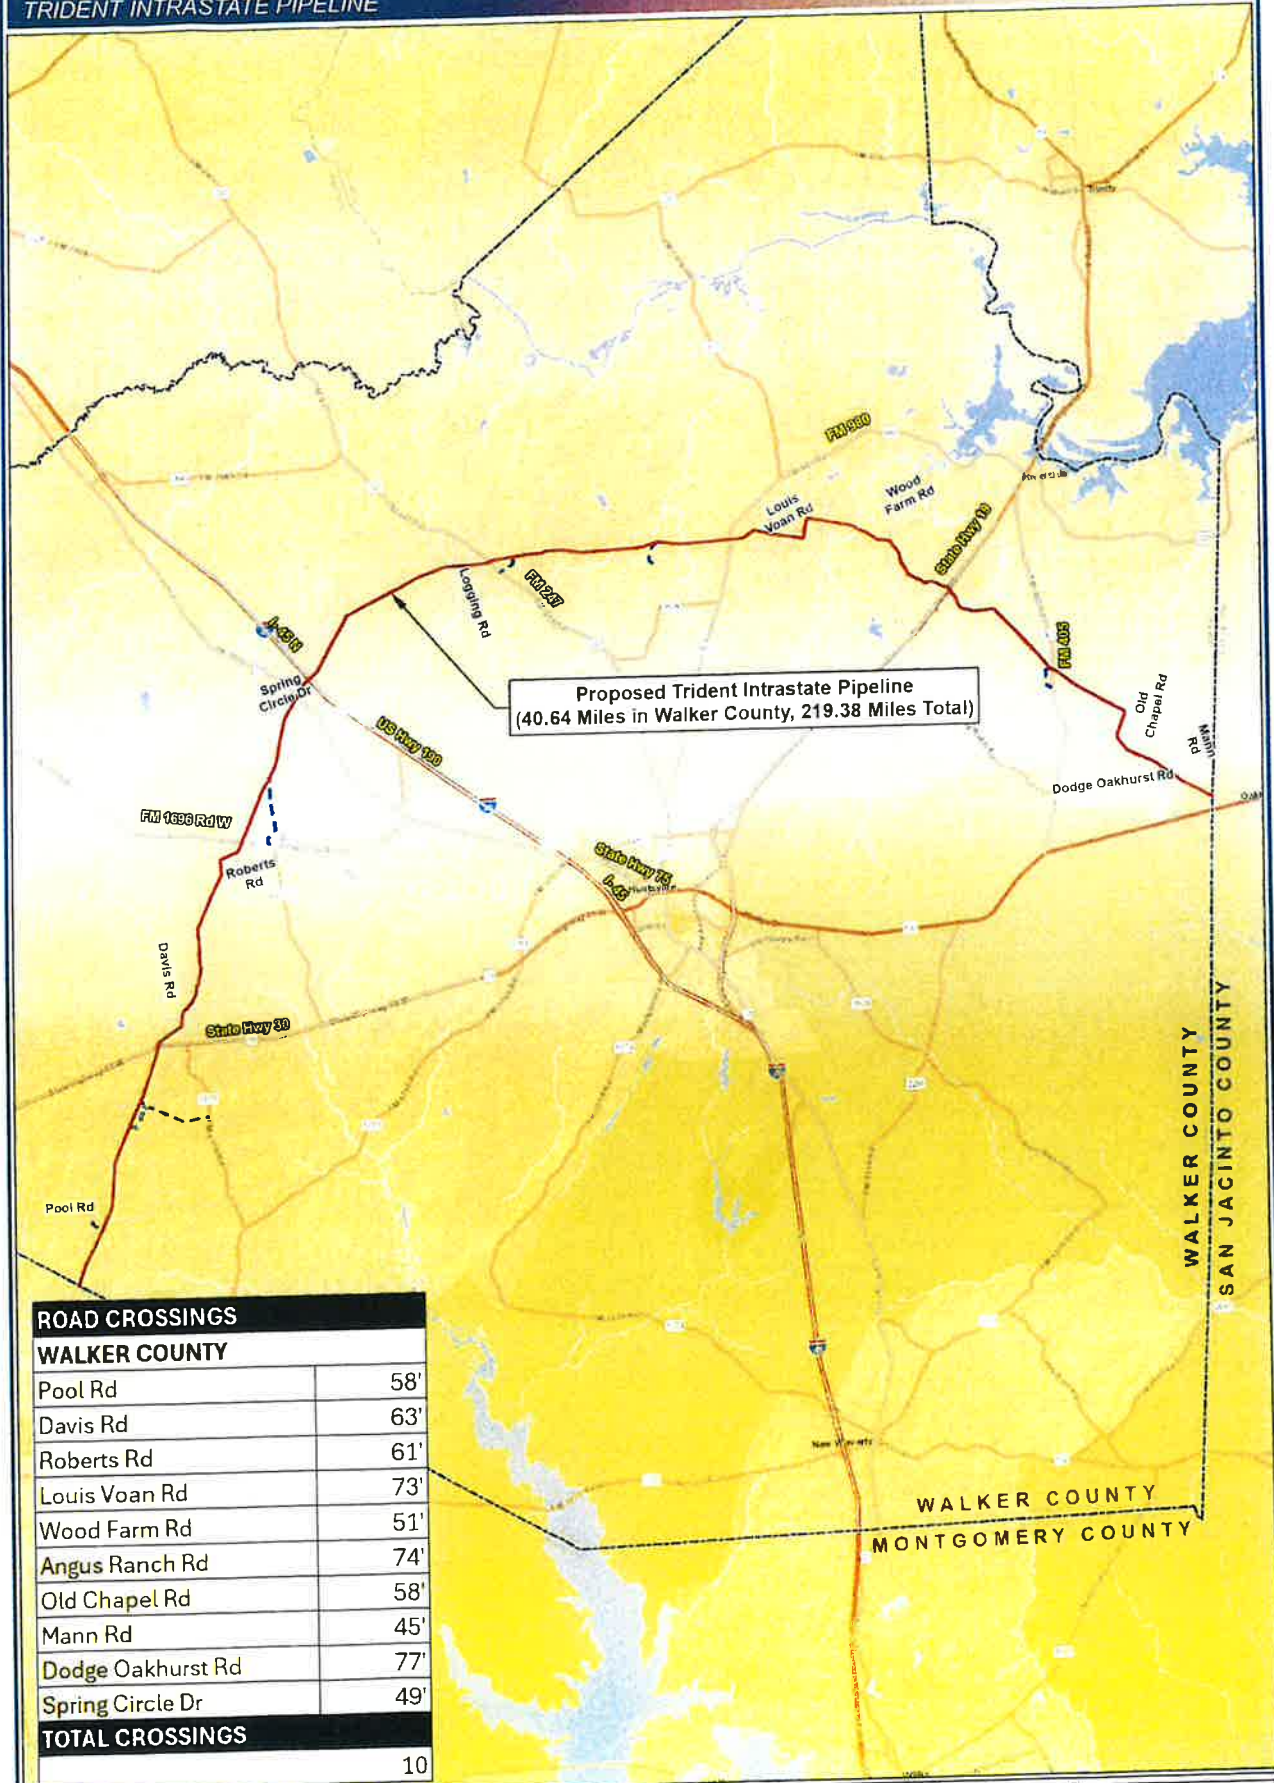 TRIDENT INTRASTATE PIPELINE
Trinity
FM 980
Wood
Farm Rd
Louis
Voan Rd
State Hwy 19
Logging Rd
FM 247
I-45 N
FM 405
Spring
Circle Dr
Proposed Trident Intrastate Pipeline
(40.64 Miles in Walker County, 219.38 Miles Total)
Old
Chapel Rd
Mann
Rd
US Hwy 190
Dodge Oakhurst Rd
FM 1696 Rd W
Roberts
Rd
State Hwy 75
I-45
Huntsville
Davis Rd
State Hwy 30
WALKER COUNTY
SAN JACINTO COUNTY
Pool Rd
New Waverly
WALKER COUNTY
MONTGOMERY COUNTY
ROAD CROSSINGS
WALKER COUNTY
Pool Rd 58'
Davis Rd 63'
Roberts Rd 61'
Louis Voan Rd 73'
Wood Farm Rd 51'
Angus Ranch Rd 74'
Old Chapel Rd 58'
Mann Rd 45'
Dodge Oakhurst Rd 77'
Spring Circle Dr 49'
TOTAL CROSSINGS
10